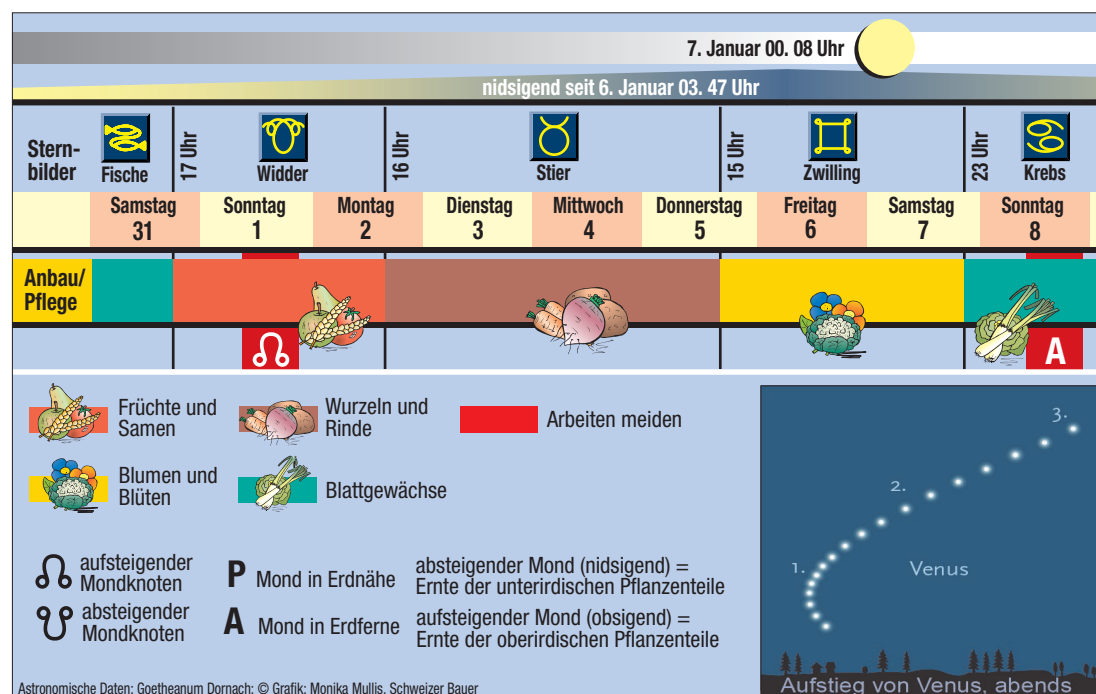 7. Januar 00. 08 Uhr
nidsigend seit 6. Januar 03. 47 Uhr
Stern-
bilder
Fische
17 Uhr
Widder
16 Uhr
Stier
15 Uhr
Zwilling
23 Uhr
Krebs
Samstag Sonntag Montag Dienstag Mittwoch Donnerstag Freitag Samstag Sonntag
31 1 2 3 4 5 6 7 8
Anbau/
Pflege
A
Früchte und
Samen
Wurzeln und
Rinde
Arbeiten meiden
Blumen und
Blüten
Blattgewächse
aufsteigender
Mondknoten
absteigender
Mondknoten
P Mond in Erdnähe
A Mond in Erdferne
absteigender Mond (nidsigend) =
Ernte der unterirdischen Pflanzenteile
aufsteigender Mond (obsigend) =
Ernte der oberirdischen Pflanzenteile
3.
2.
1.
Venus
Aufstieg von Venus, abends
Astronomische Daten: Goetheanum Dornach; © Grafik: Monika Mullis, Schweizer Bauer